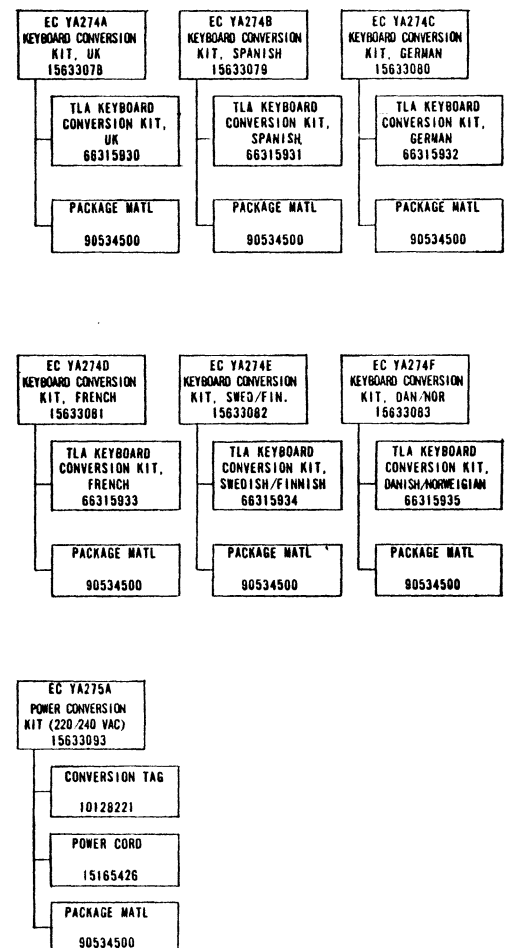 EC YA274A
KEYBOARD CONVERSION
KIT, UK
15633078
TLA KEYBOARD
CONVERSION KIT,
UK
66315930
PACKAGE MATL
90534500
EC YA274B
KEYBOARD CONVERSION
KIT, SPANISH
15633079
TLA KEYBOARD
CONVERSION KIT,
SPANISH
66315931
PACKAGE MATL
90534500
EC YA274C
KEYBOARD CONVERSION
KIT, GERMAN
15633080
TLA KEYBOARD
CONVERSION KIT,
GERMAN
66315932
PACKAGE MATL
90534500
EC YA274D
KEYBOARD CONVERSION
KIT, FRENCH
15633081
TLA KEYBOARD
CONVERSION KIT,
FRENCH
66315933
PACKAGE MATL
90534500
EC YA274E
KEYBOARD CONVERSION
KIT, SWED/FIN.
15633082
TLA KEYBOARD
CONVERSION KIT,
SWEDISH/FINNISH
66315934
PACKAGE MATL
90534500
EC YA274F
KEYBOARD CONVERSION
KIT, DAN/NOR
15633083
TLA KEYBOARD
CONVERSION KIT,
DANISH/NORWEIGIAN
66315935
PACKAGE MATL
90534500
EC YA275A
POWER CONVERSION
KIT (220/240 VAC)
15633093
CONVERSION TAG
10128221
POWER CORD
15165426
PACKAGE MATL
90534500